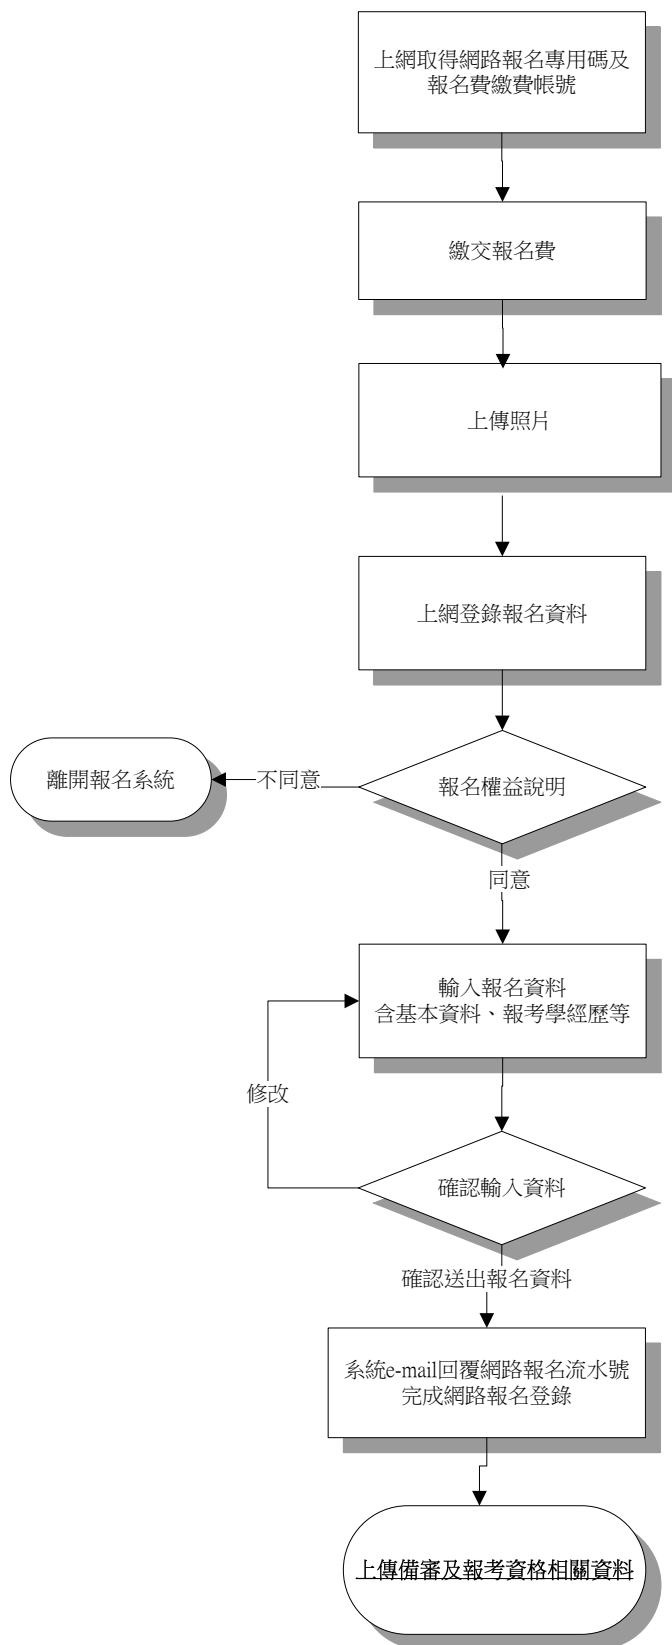 上網取得網路報名專用碼及
報名費繳費帳號
繳交報名費
上傳照片
上網登錄報名資料
報名權益說明
不同意
離開報名系統
同意
輸入報名資料
含基本資料、報考學經歷等
修改
確認輸入資料
確認送出報名資料
系統e-mail回覆網路報名流水號
完成網路報名登錄
上傳備審及報考資格相關資料